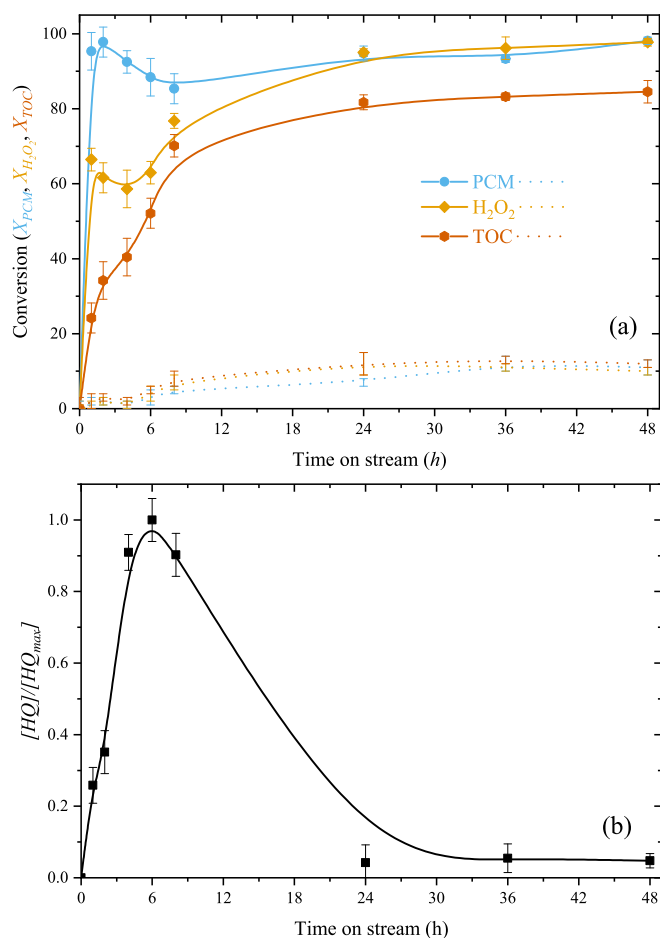 100
80
60
40
20
0
Conversion (X_PCM, X_H₂O₂, X_TOC)
PCM
H₂O₂
TOC
(a)
0 6 12 18 24 30 36 42 48
Time on stream (h)
1.0
0.8
0.6
0.4
0.2
0.0
[HQ]/[HQ_max]
(b)
0 6 12 18 24 30 36 42 48
Time on stream (h)